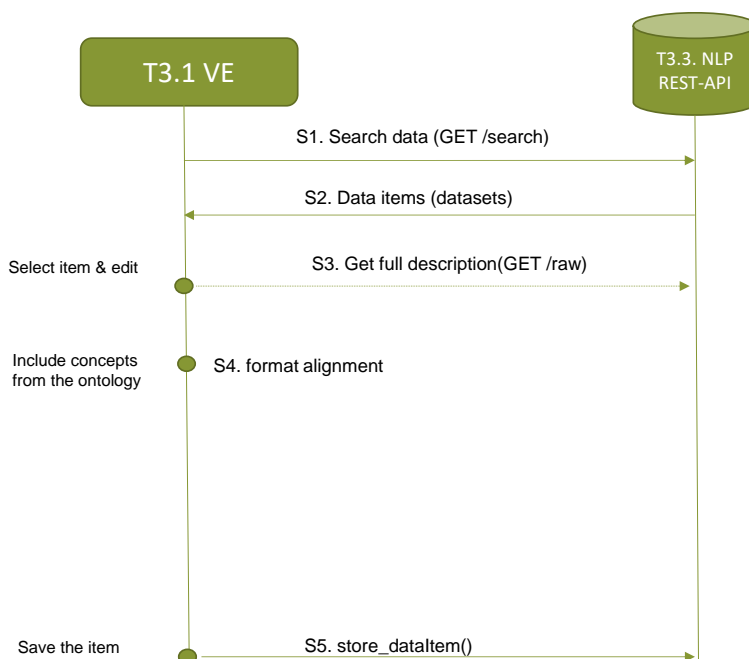 T3.1 VE
T3.3. NLP
REST-API
S1. Search data (GET /search)
S2. Data items (datasets)
Select item & edit
S3. Get full description(GET /raw)
Include concepts
from the ontology
S4. format alignment
Save the item
S5. store_dataItem()